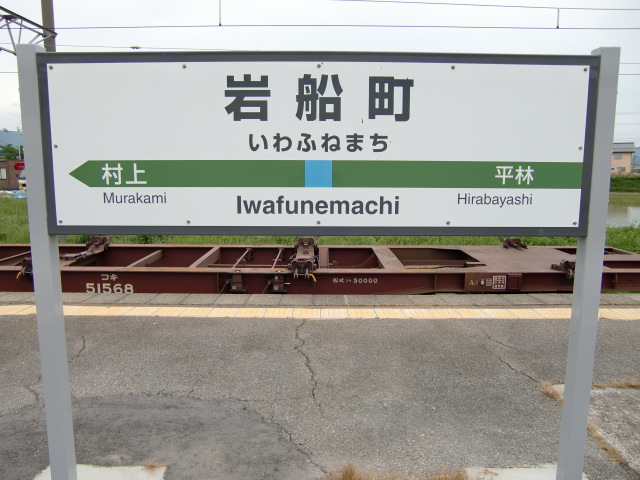 岩船町
いわふねまち
村上 平林
Murakami Iwafunemachi Hirabayashi
コキ
51568
50000